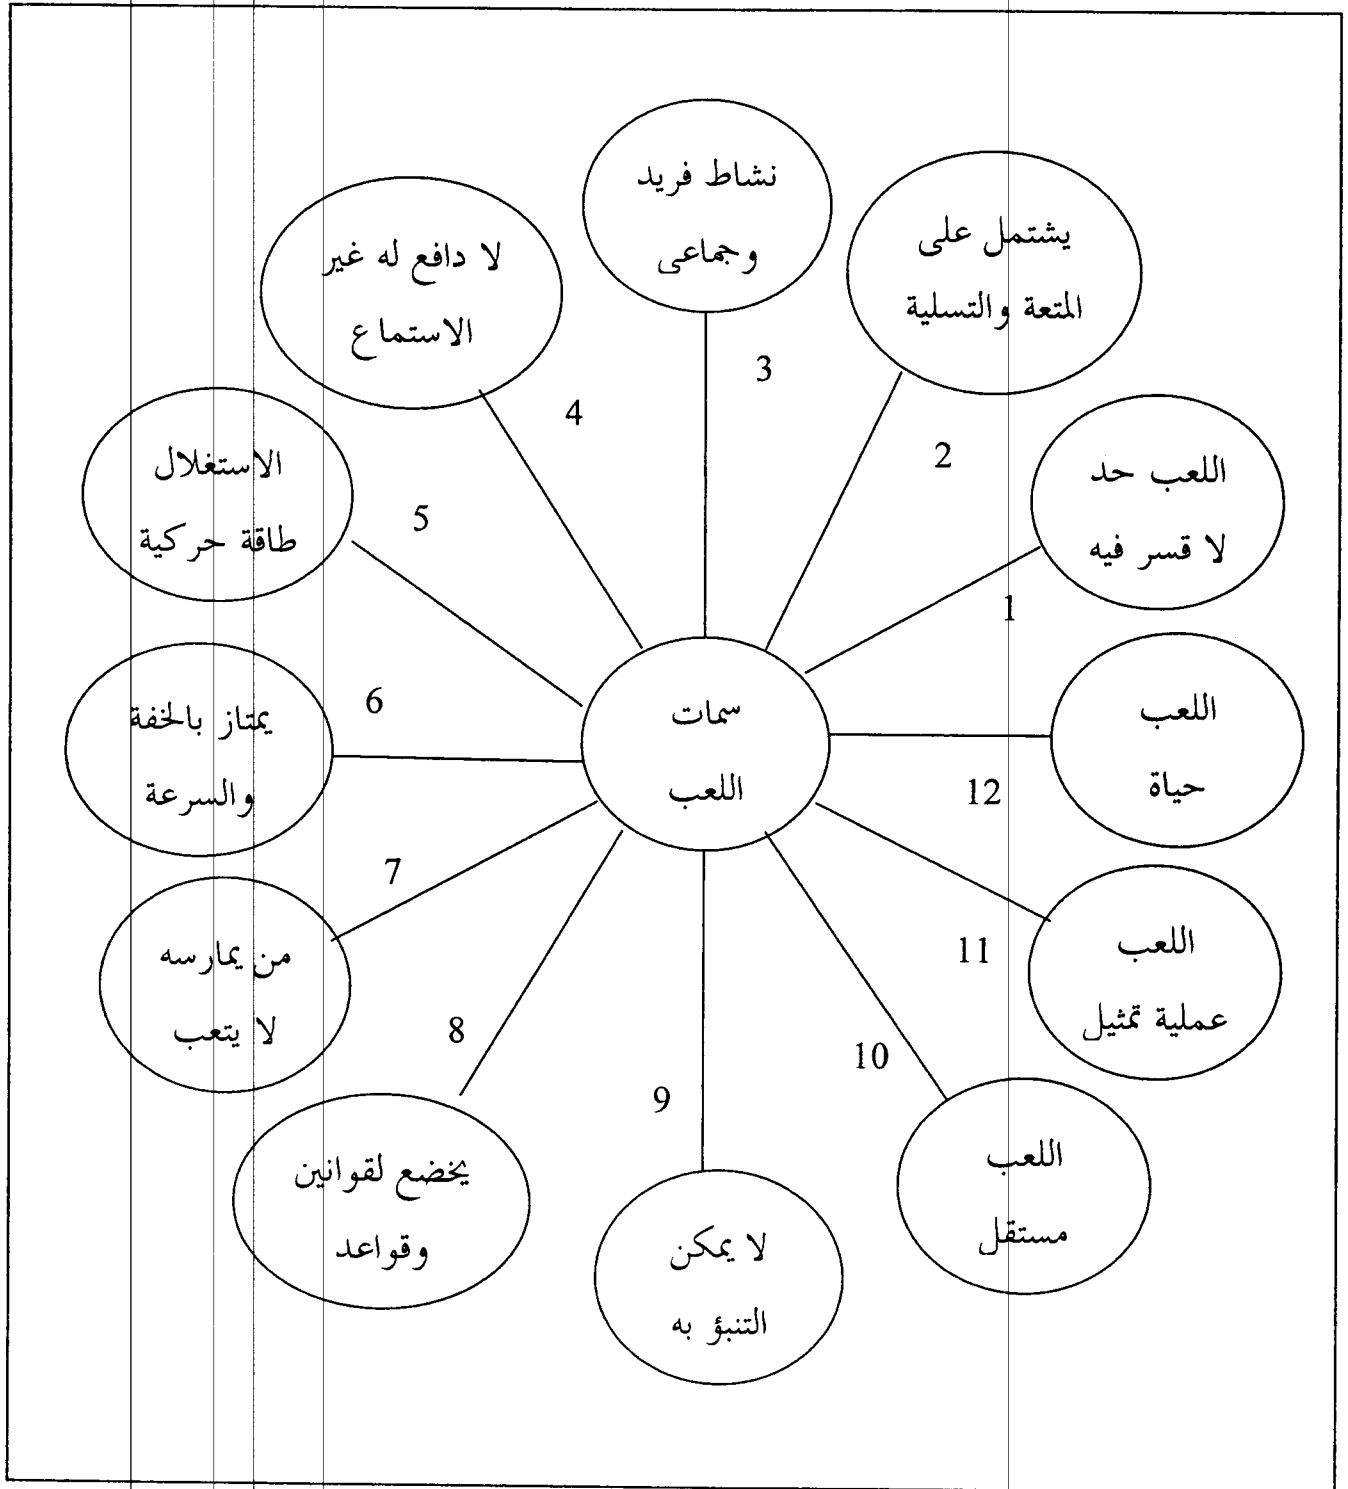 نشاط فريد
وجماعى
يشتمل على
المتعة والتسلية
لا دافع له غير
الاستماع
3
4
2
اللعب حد
لا قسر فيه
الاستغلال
طاقة حركية
5
1
سمات
اللعب
اللعب
حياة
12
يمتاز بالخفة
والسرعة
6
7
من يمارسه
لا يتعب
اللعب
عملية تمثيل
11
8
10
9
يخضع لقوانين
وقواعد
لا يمكن
التنبؤ به
اللعب
مستقل